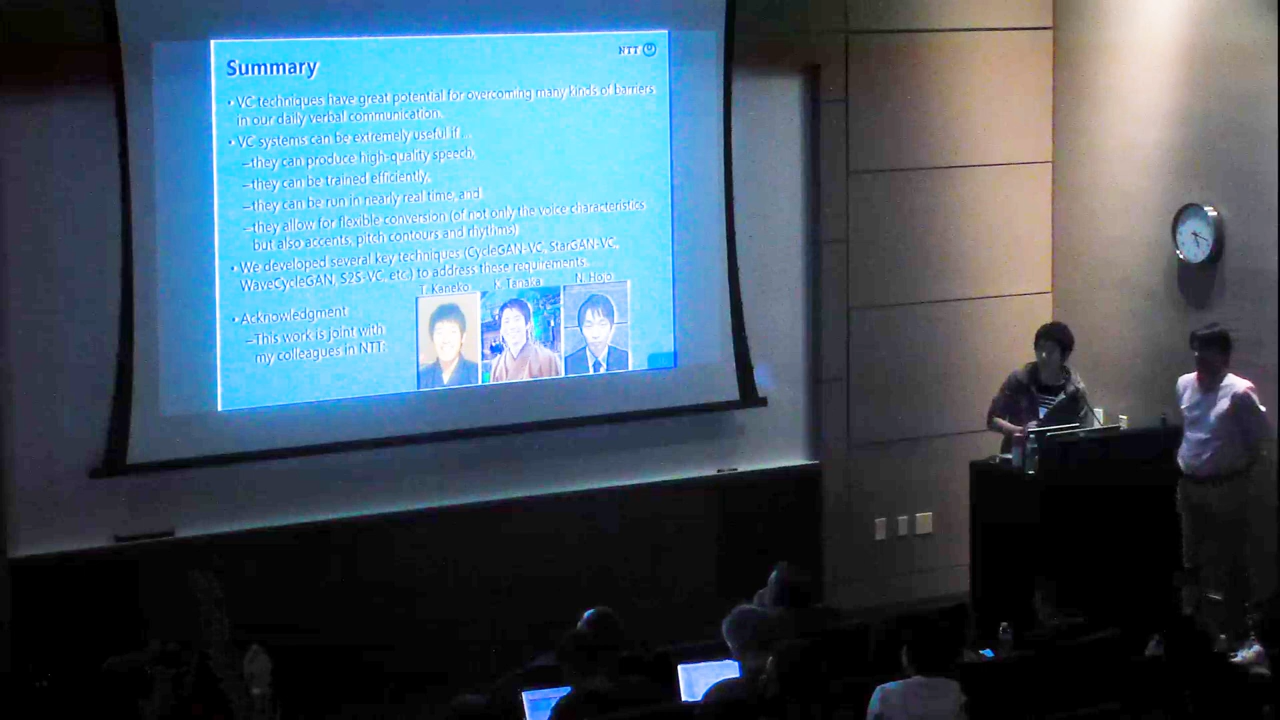 NTT
Summary
• VC techniques have great potential for overcoming many kinds of barriers
in our daily verbal communication.
• VC systems can be extremely useful if ...
–they can produce high-quality speech,
–they can be trained efficiently,
–they can be run in nearly real time, and
–they allow for flexible conversion (of not only the voice characteristics
but also accents, pitch contours and rhythms)
• We developed several key techniques (CycleGAN-VC, StarGAN-VC,
WaveCycleGAN, S2S-VC, etc) to address these requirements.
T. Kaneko K. Tanaka N. Hojo
• Acknowledgment
–This work is joint with
my colleagues in NTT: